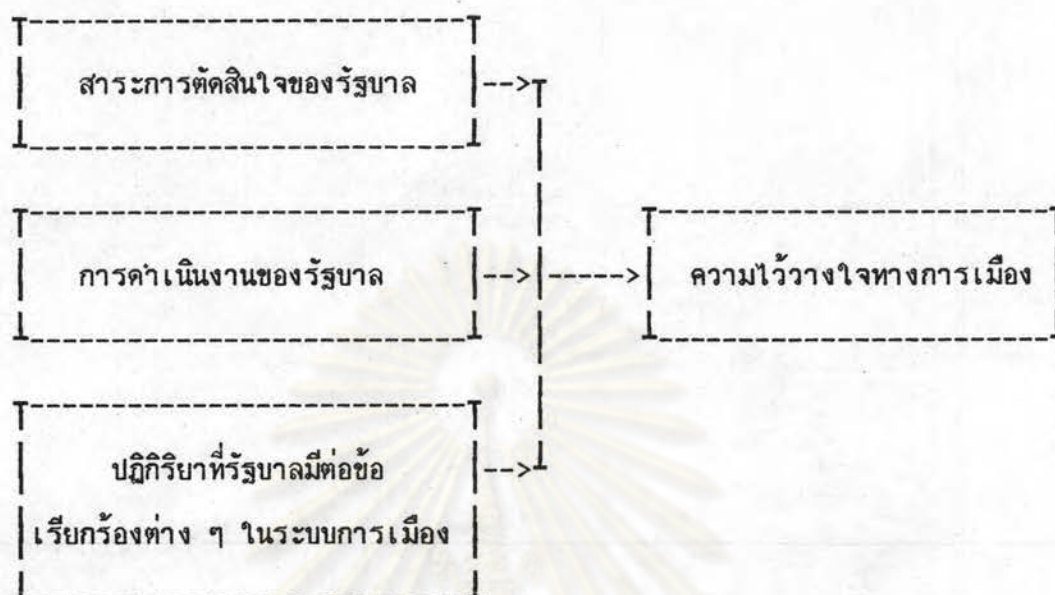 สาระการตัดสินใจของรัฐบาล
การดำเนินงานของรัฐบาล
ความไว้วางใจทางการเมือง
ปฏิกิริยาที่รัฐบาลมีต่อข้อ
เรียกร้องต่าง ๆ ในระบบการเมือง